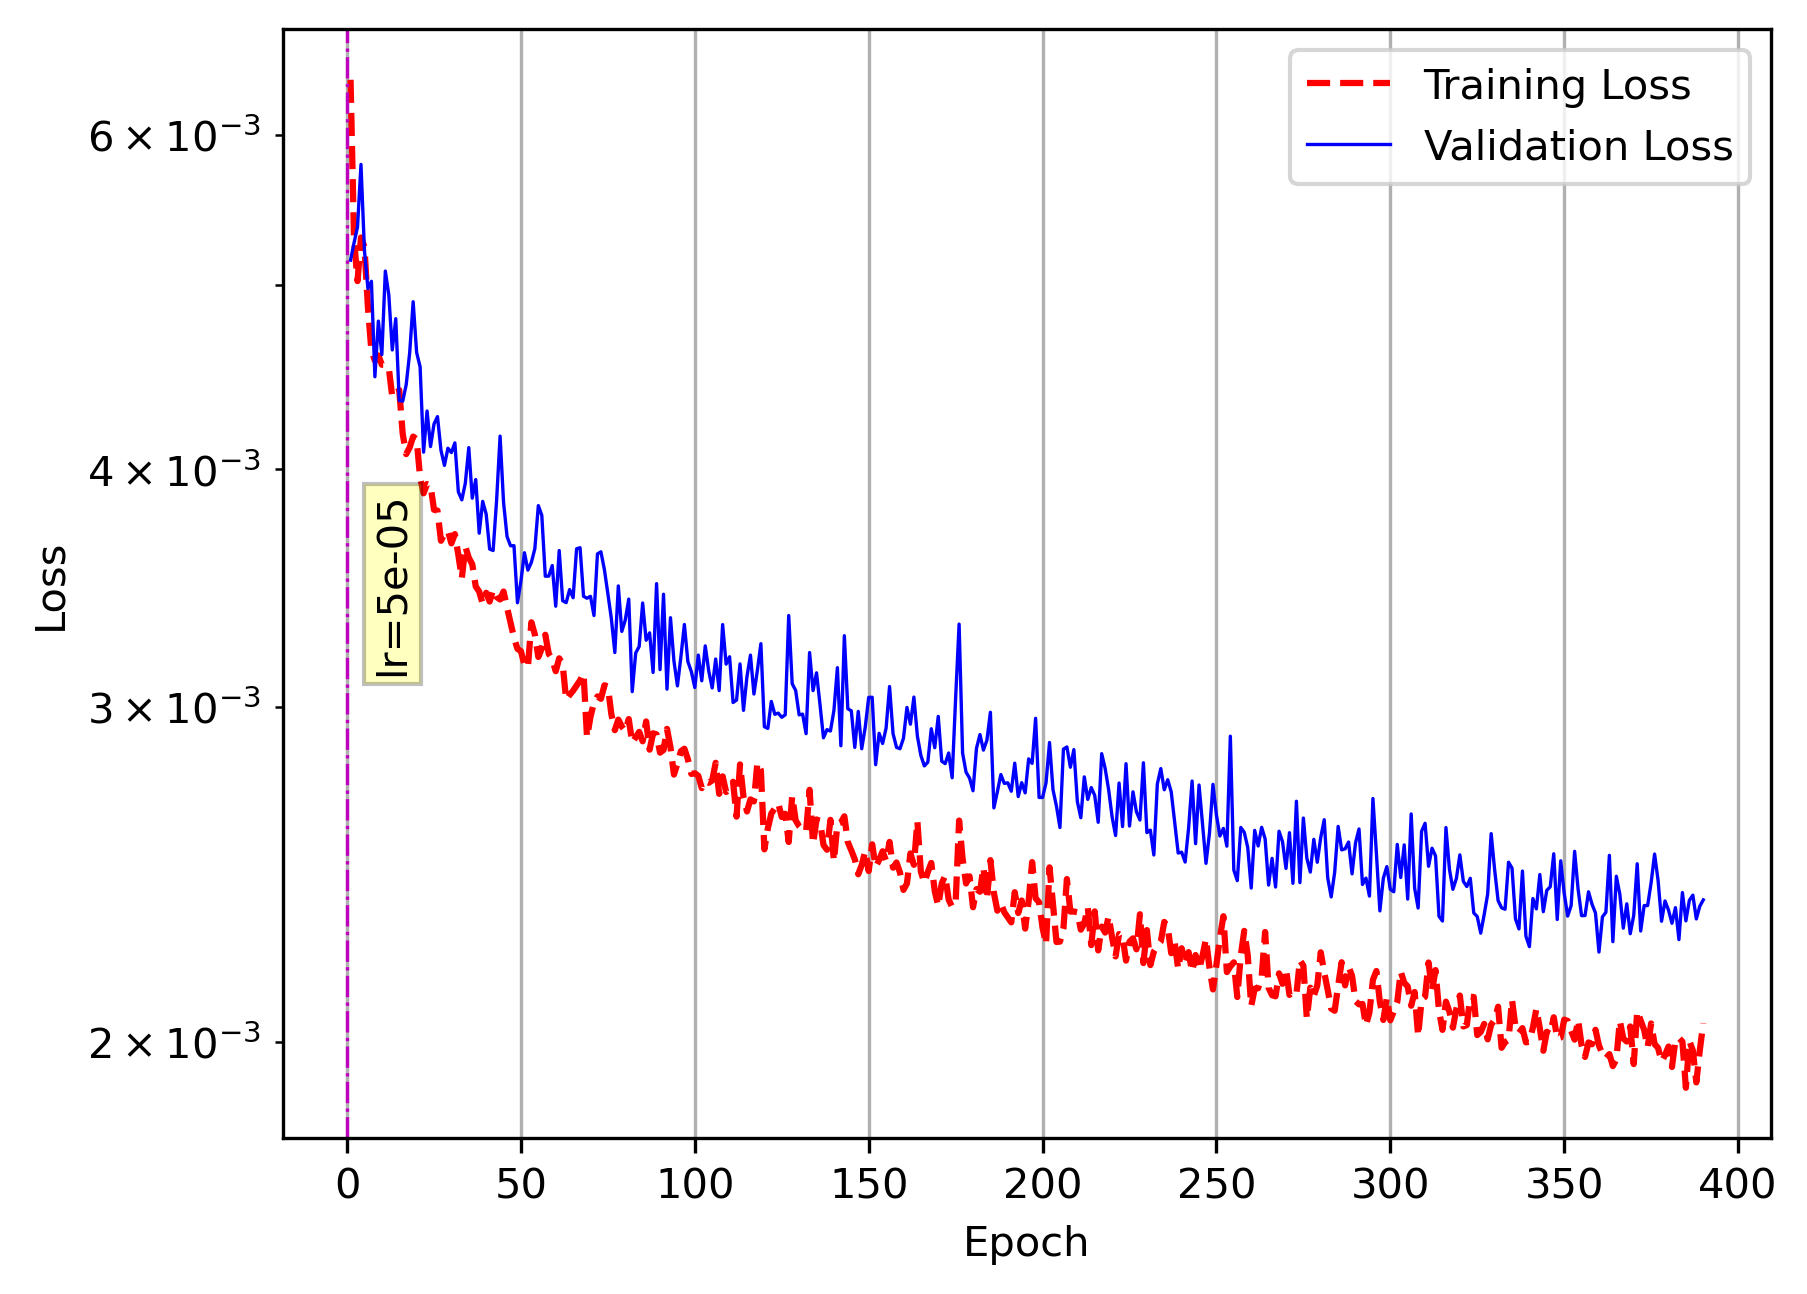 6 × 10⁻³
4 × 10⁻³
3 × 10⁻³
2 × 10⁻³
Loss
lr=5e-05
Training Loss
Validation Loss
0 50 100 150 200 250 300 350 400
Epoch